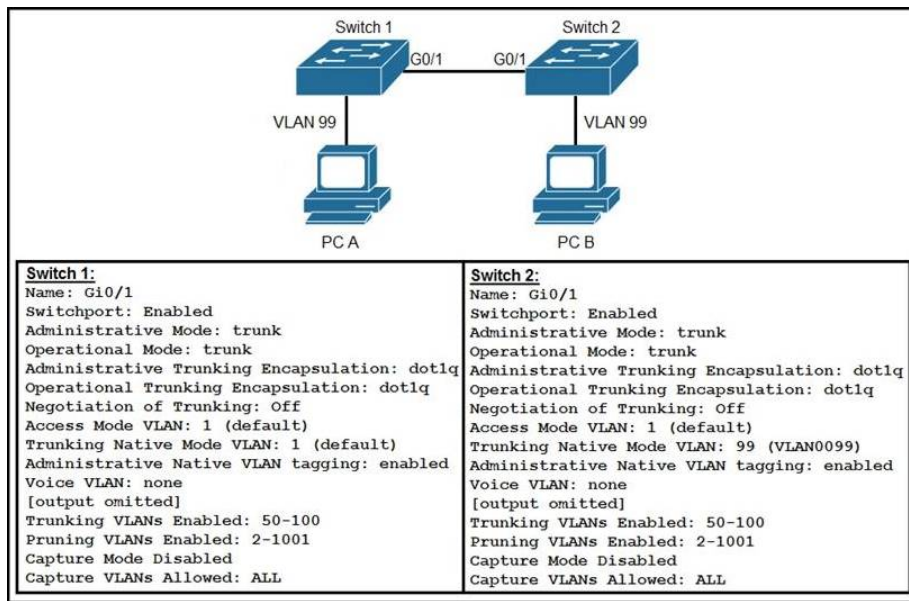 Switch 1
Switch 2
G0/1
G0/1
VLAN 99
VLAN 99
PC A
PC B
Switch 1:
Name: Gi0/1
Switchport: Enabled
Administrative Mode: trunk
Operational Mode: trunk
Administrative Trunking Encapsulation: dot1q
Operational Trunking Encapsulation: dot1q
Negotiation of Trunking: Off
Access Mode VLAN: 1 (default)
Trunking Native Mode VLAN: 1 (default)
Administrative Native VLAN tagging: enabled
Voice VLAN: none
[output omitted]
Trunking VLANs Enabled: 50-100
Pruning VLANs Enabled: 2-1001
Capture Mode Disabled
Capture VLANs Allowed: ALL
Switch 2:
Name: Gi0/1
Switchport: Enabled
Administrative Mode: trunk
Operational Mode: trunk
Administrative Trunking Encapsulation: dot1q
Operational Trunking Encapsulation: dot1q
Negotiation of Trunking: Off
Access Mode VLAN: 1 (default)
Trunking Native Mode VLAN: 99 (VLAN0099)
Administrative Native VLAN tagging: enabled
Voice VLAN: none
[output omitted]
Trunking VLANs Enabled: 50-100
Pruning VLANs Enabled: 2-1001
Capture Mode Disabled
Capture VLANs Allowed: ALL